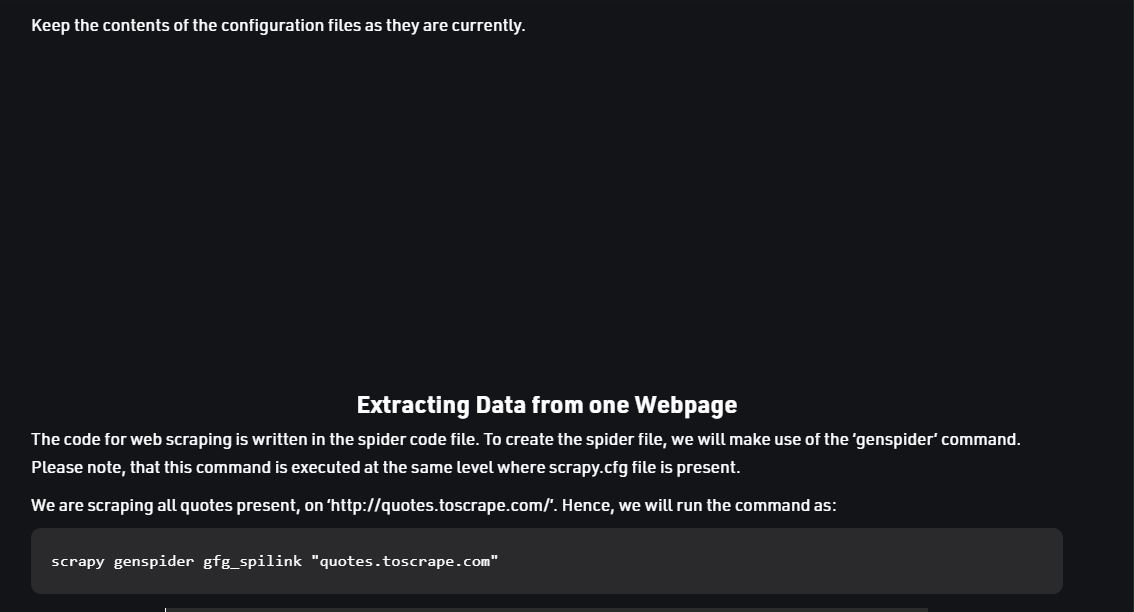 Keep the contents of the configuration files as they are currently.
Extracting Data from one Webpage
The code for web scraping is written in the spider code file. To create the spider file, we will make use of the ‘genspider’ command.
Please note, that this command is executed at the same level where scrapy.cfg file is present.
We are scraping all quotes present, on ‘http://quotes.toscrape.com/’. Hence, we will run the command as:
scrapy genspider gfg_spilink "quotes.toscrape.com"